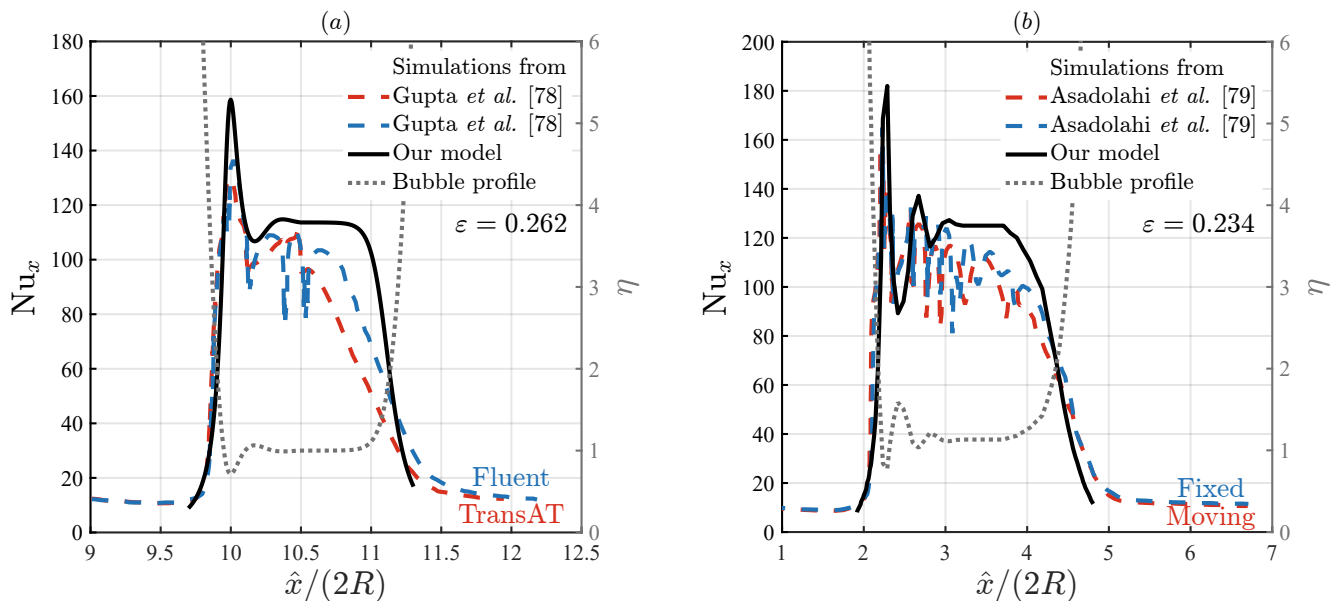 (a)
180
160
140
120
100
80
60
40
20
0
Nu_x
6
5
4
3
2
1
0
η
Simulations from
Gupta et al. [78]
Gupta et al. [78]
Our model
Bubble profile
ε = 0.262
Fluent
TransAT
9 9.5 10 10.5 11 11.5 12 12.5
x̂/(2R)
(b)
200
180
160
140
120
100
80
60
40
20
0
Nu_x
6
5
4
3
2
1
0
η
Simulations from
Asadolahi et al. [79]
Asadolahi et al. [79]
Our model
Bubble profile
ε = 0.234
Fixed
Moving
1 2 3 4 5 6 7
x̂/(2R)